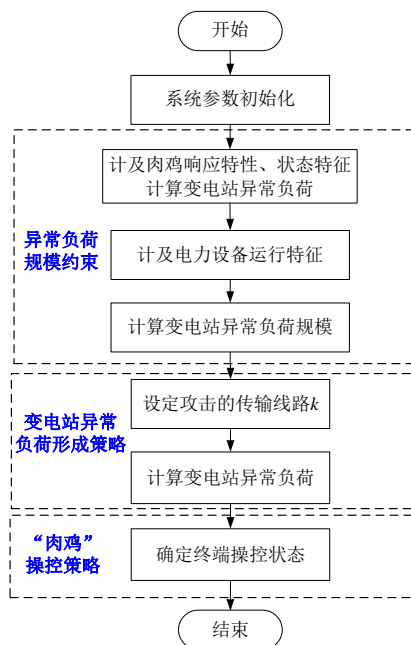 开始
系统参数初始化
计及肉鸡响应特性、状态特征
计算变电站异常负荷
异常负荷
规模约束
计及电力设备运行特征
计算变电站异常负荷规模
设定攻击的传输线路k
变电站异常
负荷形成策略
计算变电站异常负荷
“肉鸡”
操控策略
确定终端操控状态
结束